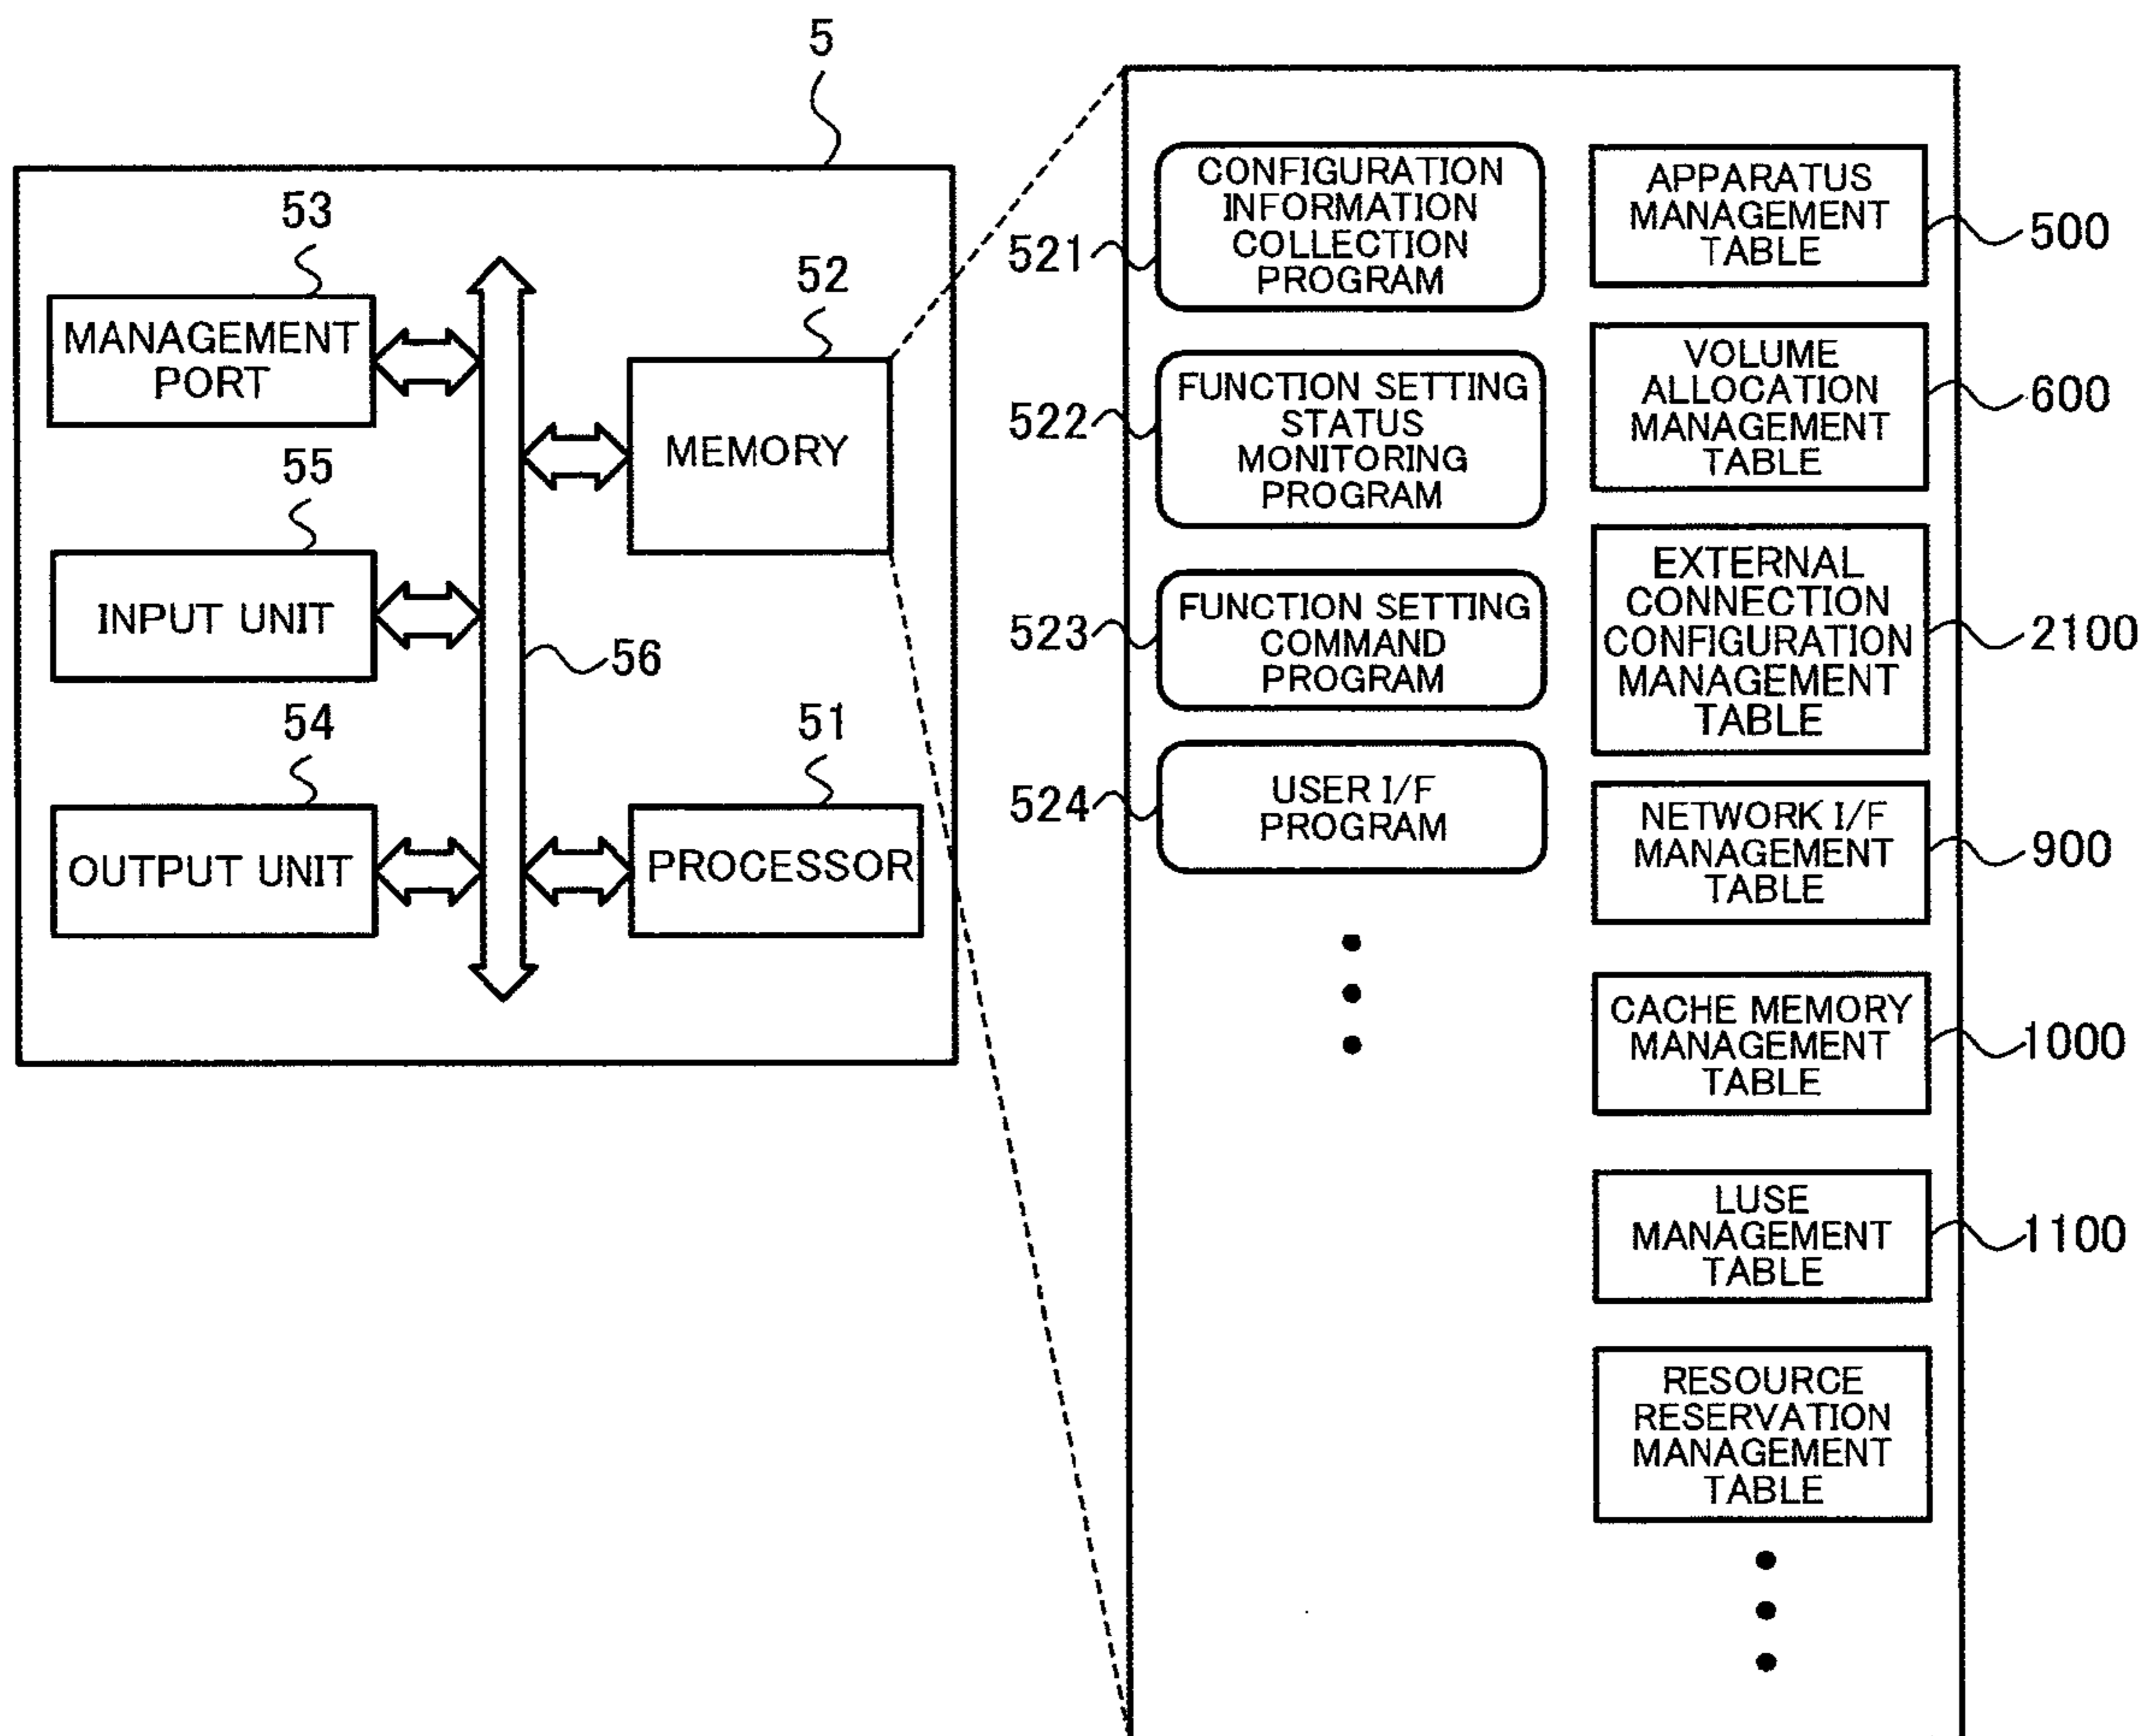 5
53
MANAGEMENT
PORT
52
MEMORY
55
INPUT UNIT
56
54
OUTPUT UNIT
51
PROCESSOR
521
CONFIGURATION
INFORMATION
COLLECTION
PROGRAM
522
FUNCTION SETTING
STATUS
MONITORING
PROGRAM
523
FUNCTION SETTING
COMMAND
PROGRAM
524
USER I/F
PROGRAM
APPARATUS
MANAGEMENT
TABLE
500
VOLUME
ALLOCATION
MANAGEMENT
TABLE
600
EXTERNAL
CONNECTION
CONFIGURATION
MANAGEMENT
TABLE
2100
NETWORK I/F
MANAGEMENT
TABLE
900
CACHE MEMORY
MANAGEMENT
TABLE
1000
LUSE
MANAGEMENT
TABLE
1100
RESOURCE
RESERVATION
MANAGEMENT
TABLE